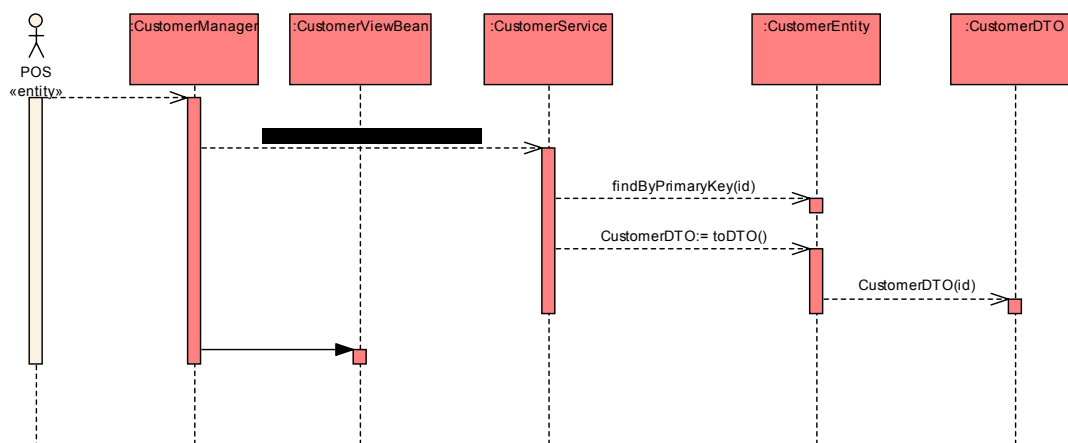 :CustomerManager
:CustomerViewBean
:CustomerService
:CustomerEntity
:CustomerDTO
POS
«entity»
findByPrimaryKey(id)
CustomerDTO:= toDTO()
CustomerDTO(id)